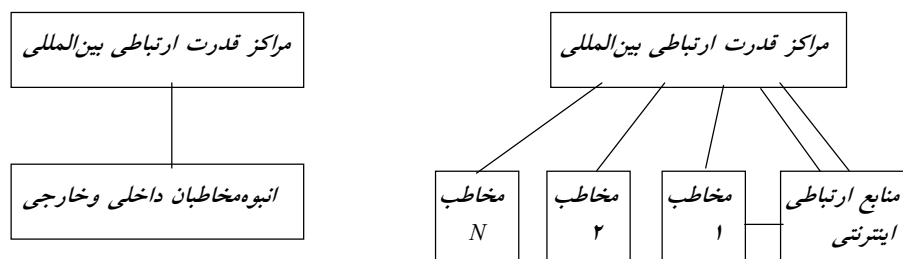 مراکز قدرت ارتباطی بین‌المللی
مراکز قدرت ارتباطی بین‌المللی
منابع ارتباطی
اینترنتی
مخاطب
۱
مخاطب
۲
مخاطب
N
انبوه‌مخاطبان داخلی وخارجی